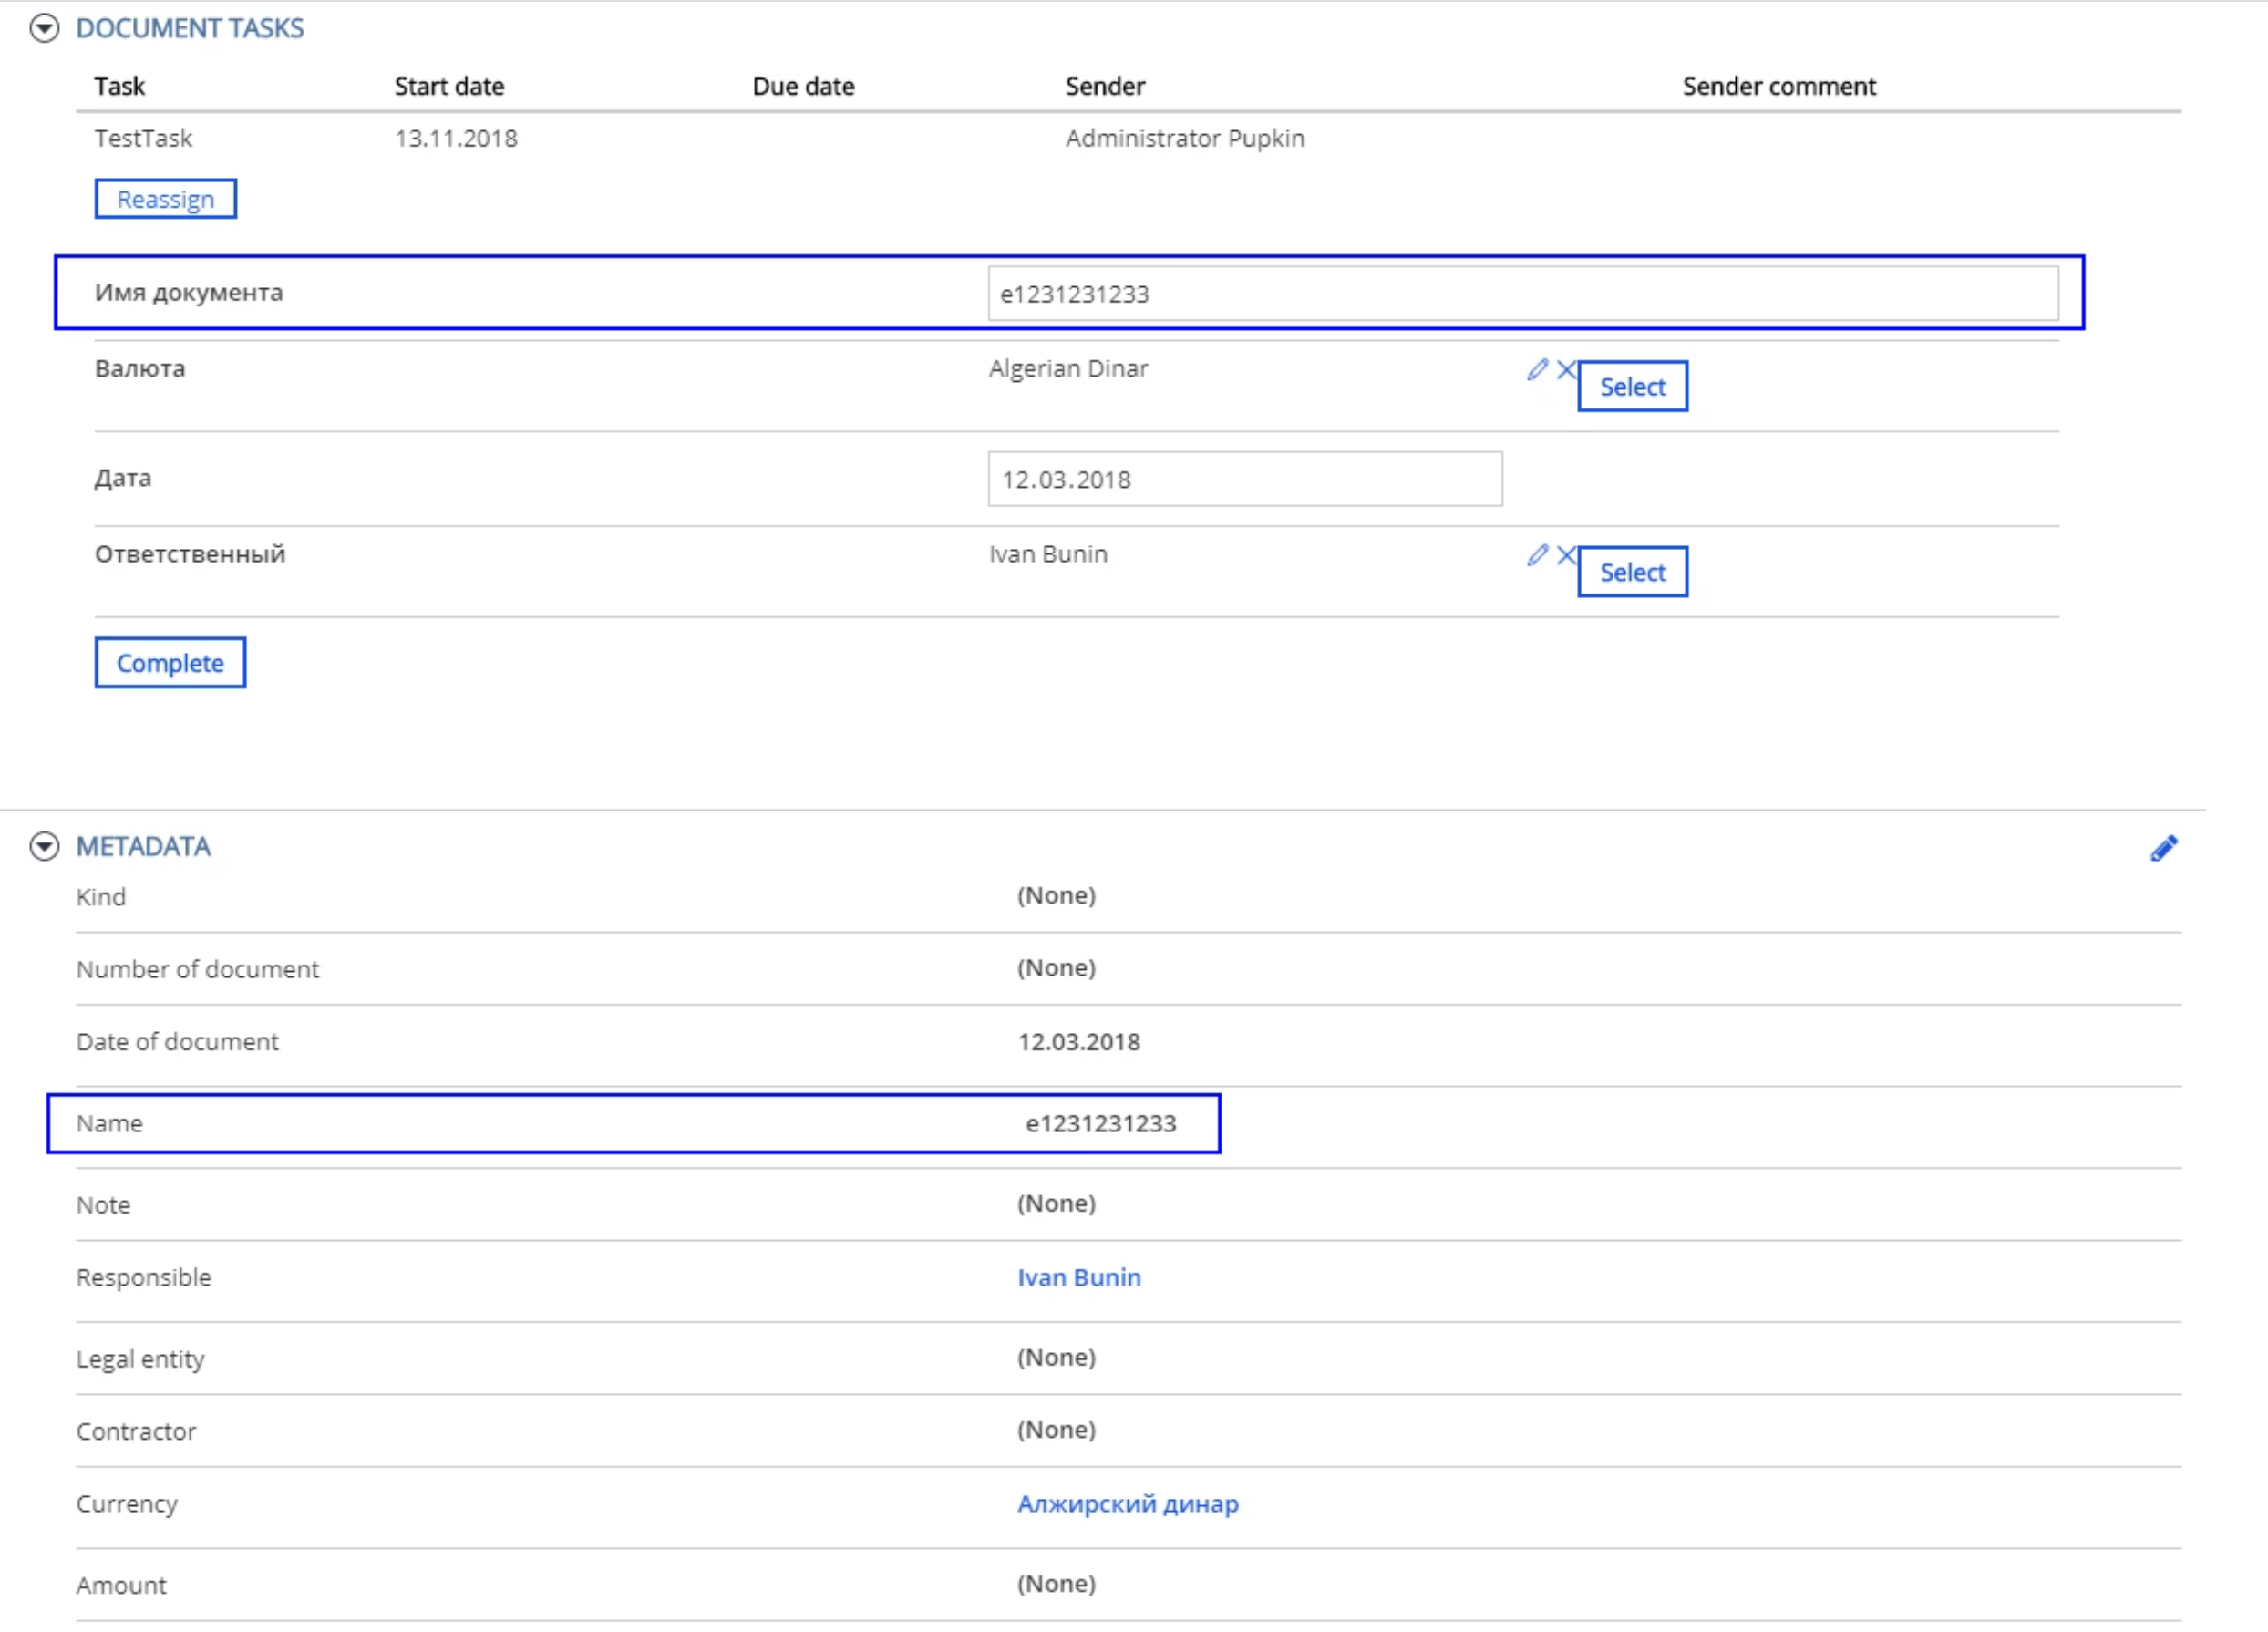 DOCUMENT TASKS
Task Start date Due date Sender Sender comment
TestTask 13.11.2018 Administrator Pupkin
Reassign
Имя документа e1231231233
Валюта Algerian Dinar Select
Дата 12.03.2018
Ответственный Ivan Bunin Select
Complete
METADATA
Kind (None)
Number of document (None)
Date of document 12.03.2018
Name e1231231233
Note (None)
Responsible Ivan Bunin
Legal entity (None)
Contractor (None)
Currency Алжирский динар
Amount (None)